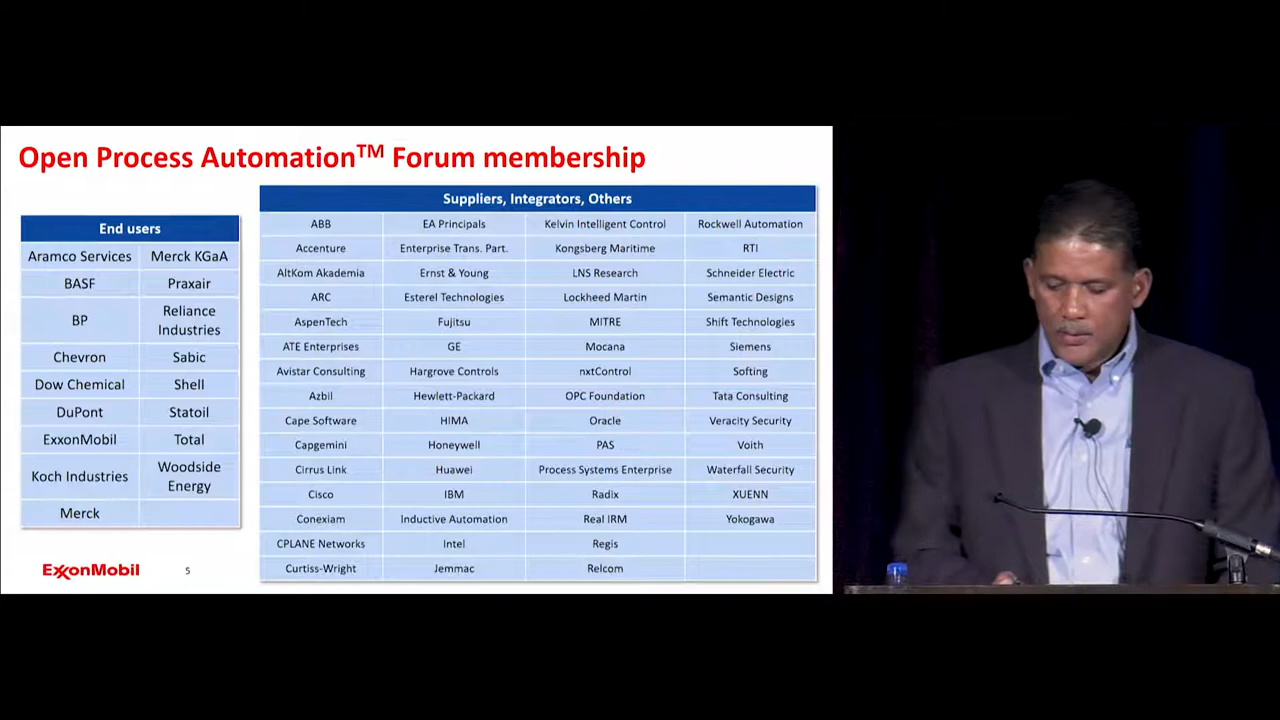 Open Process Automation™ Forum membership
End users
Aramco Services Merck KGaA
BASF Praxair
BP Reliance Industries
Chevron Sabic
Dow Chemical Shell
DuPont Statoil
ExxonMobil Total
Koch Industries Woodside Energy
Merck
Suppliers, Integrators, Others
ABB EA Principals Kelvin Intelligent Control Rockwell Automation
Accenture Enterprise Trans. Part. Kongsberg Maritime RTI
AltKom Akademia Ernst & Young LNS Research Schneider Electric
ARC Esterel Technologies Lockheed Martin Semantic Designs
AspenTech Fujitsu MITRE Shift Technologies
ATE Enterprises GE Mocana Siemens
Avistar Consulting Hargrove Controls nxtControl Softing
Azbil Hewlett-Packard OPC Foundation Tata Consulting
Cape Software HIMA Oracle Veracity Security
Capgemini Honeywell PAS Voith
Cirrus Link Huawei Process Systems Enterprise Waterfall Security
Cisco IBM Radix XUENN
Conexiam Inductive Automation Real IRM Yokogawa
CPLANE Networks Intel Regis
Curtiss-Wright Jemmac Relcom
ExxonMobil 5